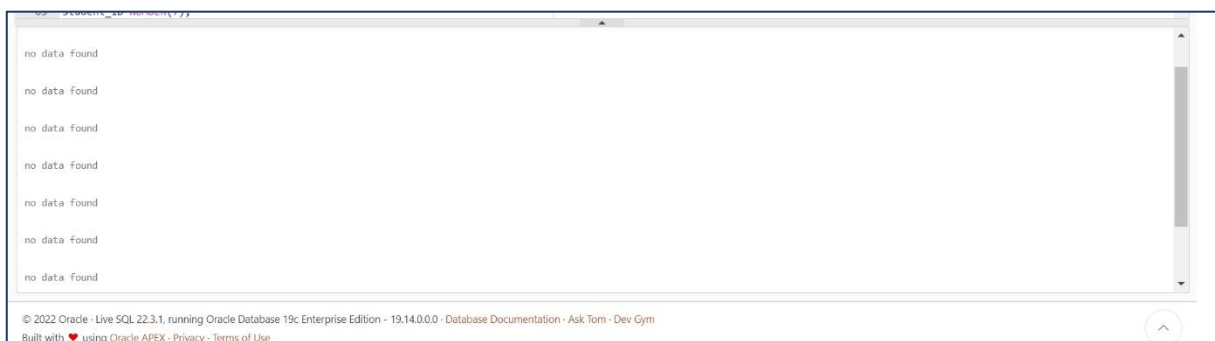 no data found
no data found
no data found
no data found
no data found
no data found
no data found
© 2022 Oracle - Live SQL 22.3.1, running Oracle Database 19c Enterprise Edition - 19.14.0.0.0 - Database Documentation - Ask Tom - Dev Gym
Built with ❤ using Oracle APEX - Privacy - Terms of Use